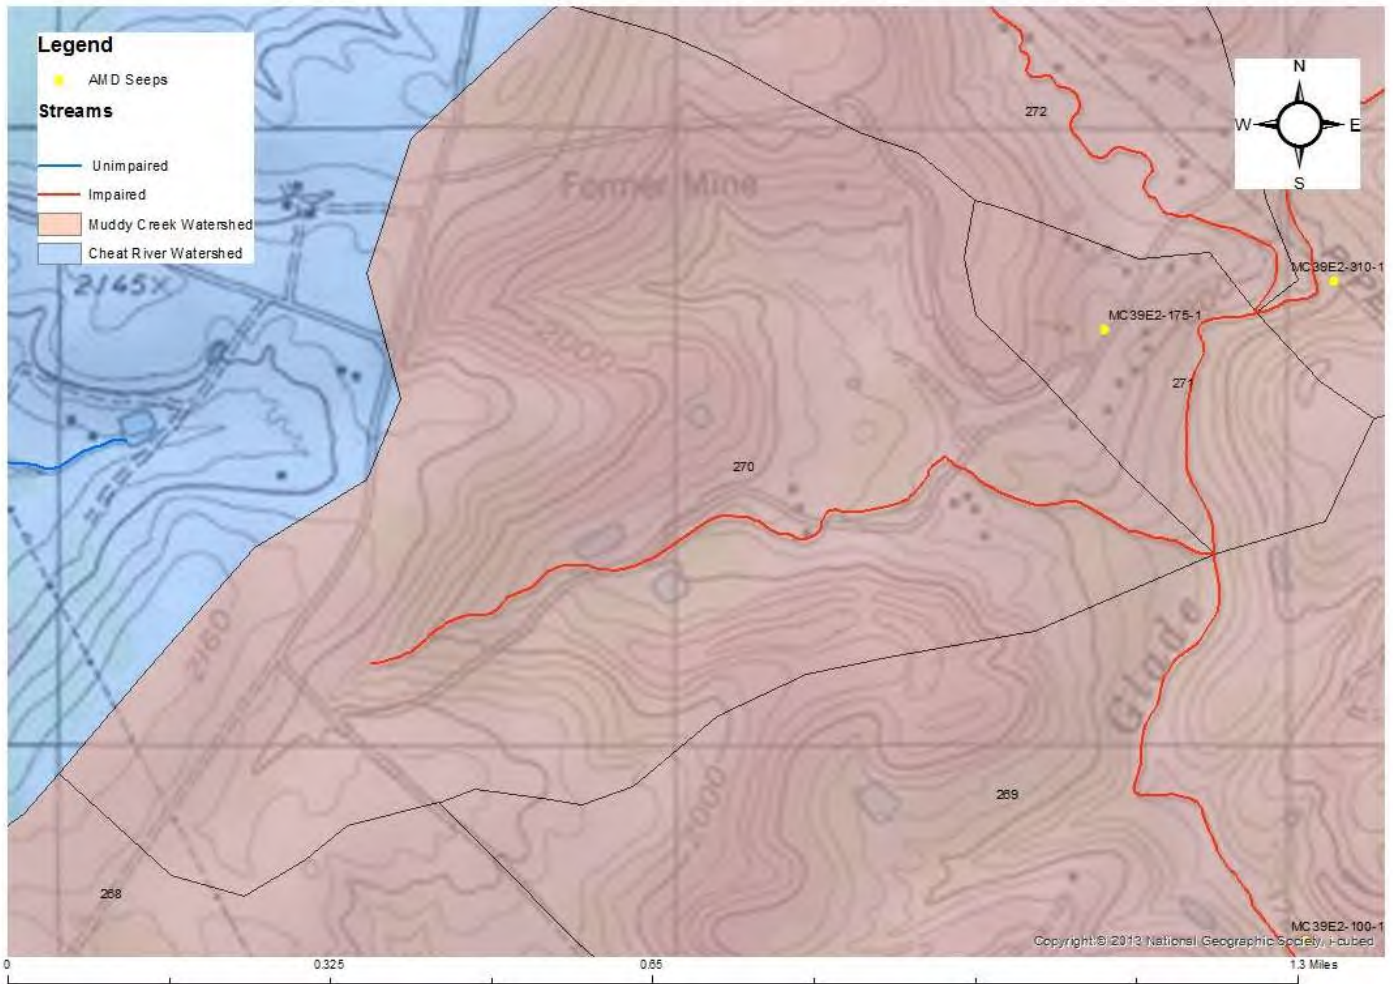 Legend
AMD Seeps
Streams
Unimpaired
Impaired
Muddy Creek Watershed
Cheat River Watershed
N
W E
S
272
Former Mine
2145X
MC39E2-310-1
MC39E2-175-1
271
2000
270
2160
Glade
2000
269
268
MC39E2-100-1
Copyright:© 2013 National Geographic Society, i-cubed
0 0.325 0.65 1.3 Miles